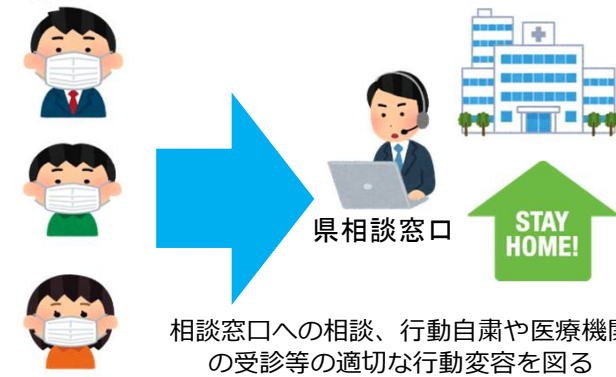 県相談窓口
STAY
HOME!
相談窓口への相談、行動自粛や医療機関
の受診等の適切な行動変容を図る